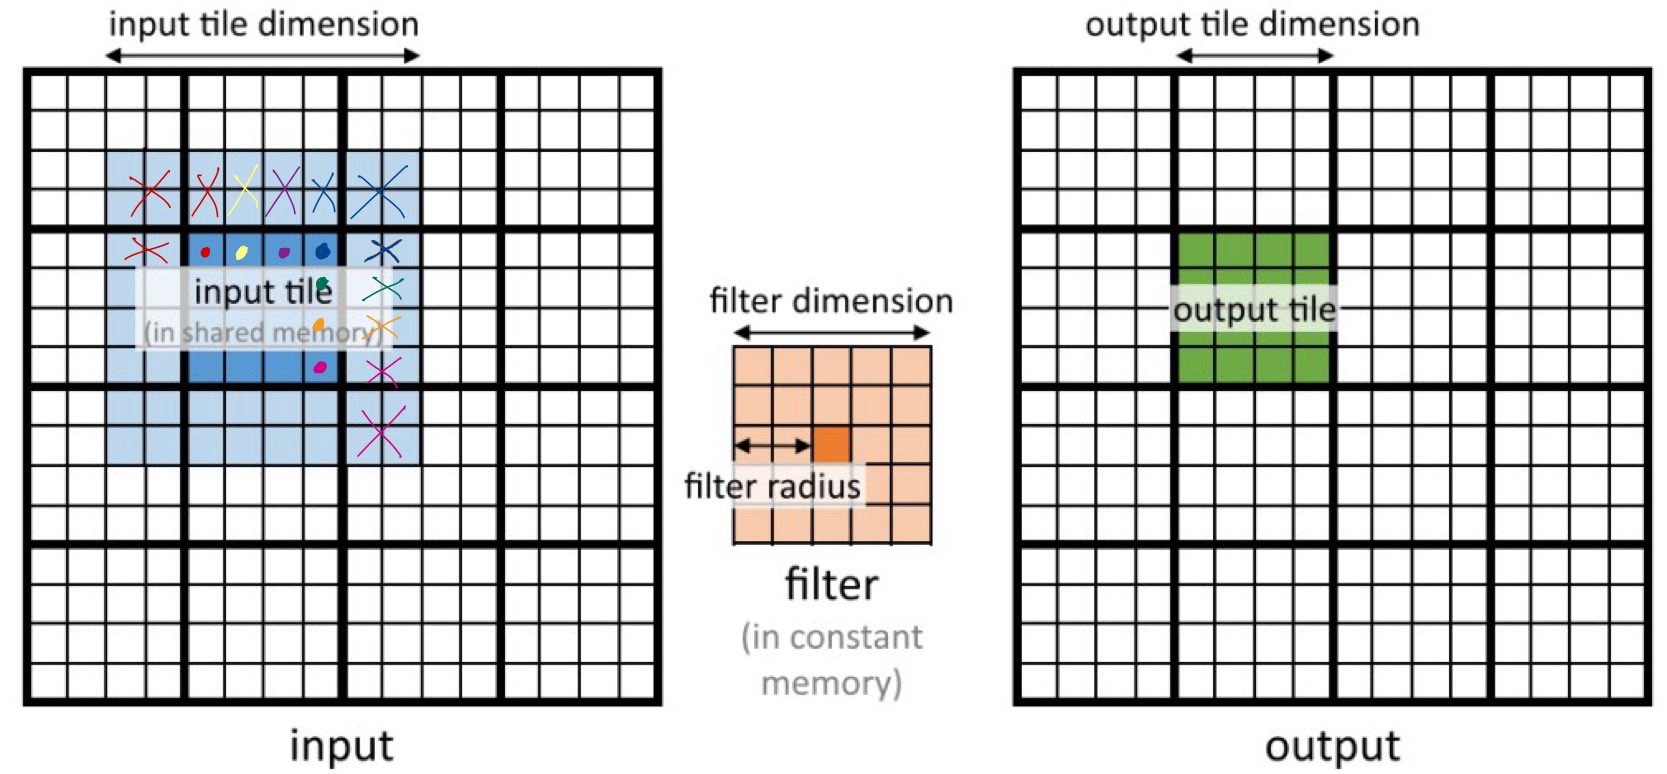 input tile dimension
output tile dimension
input tile
(in shared memory)
filter dimension
output tile
filter radius
filter
(in constant
memory)
input
output